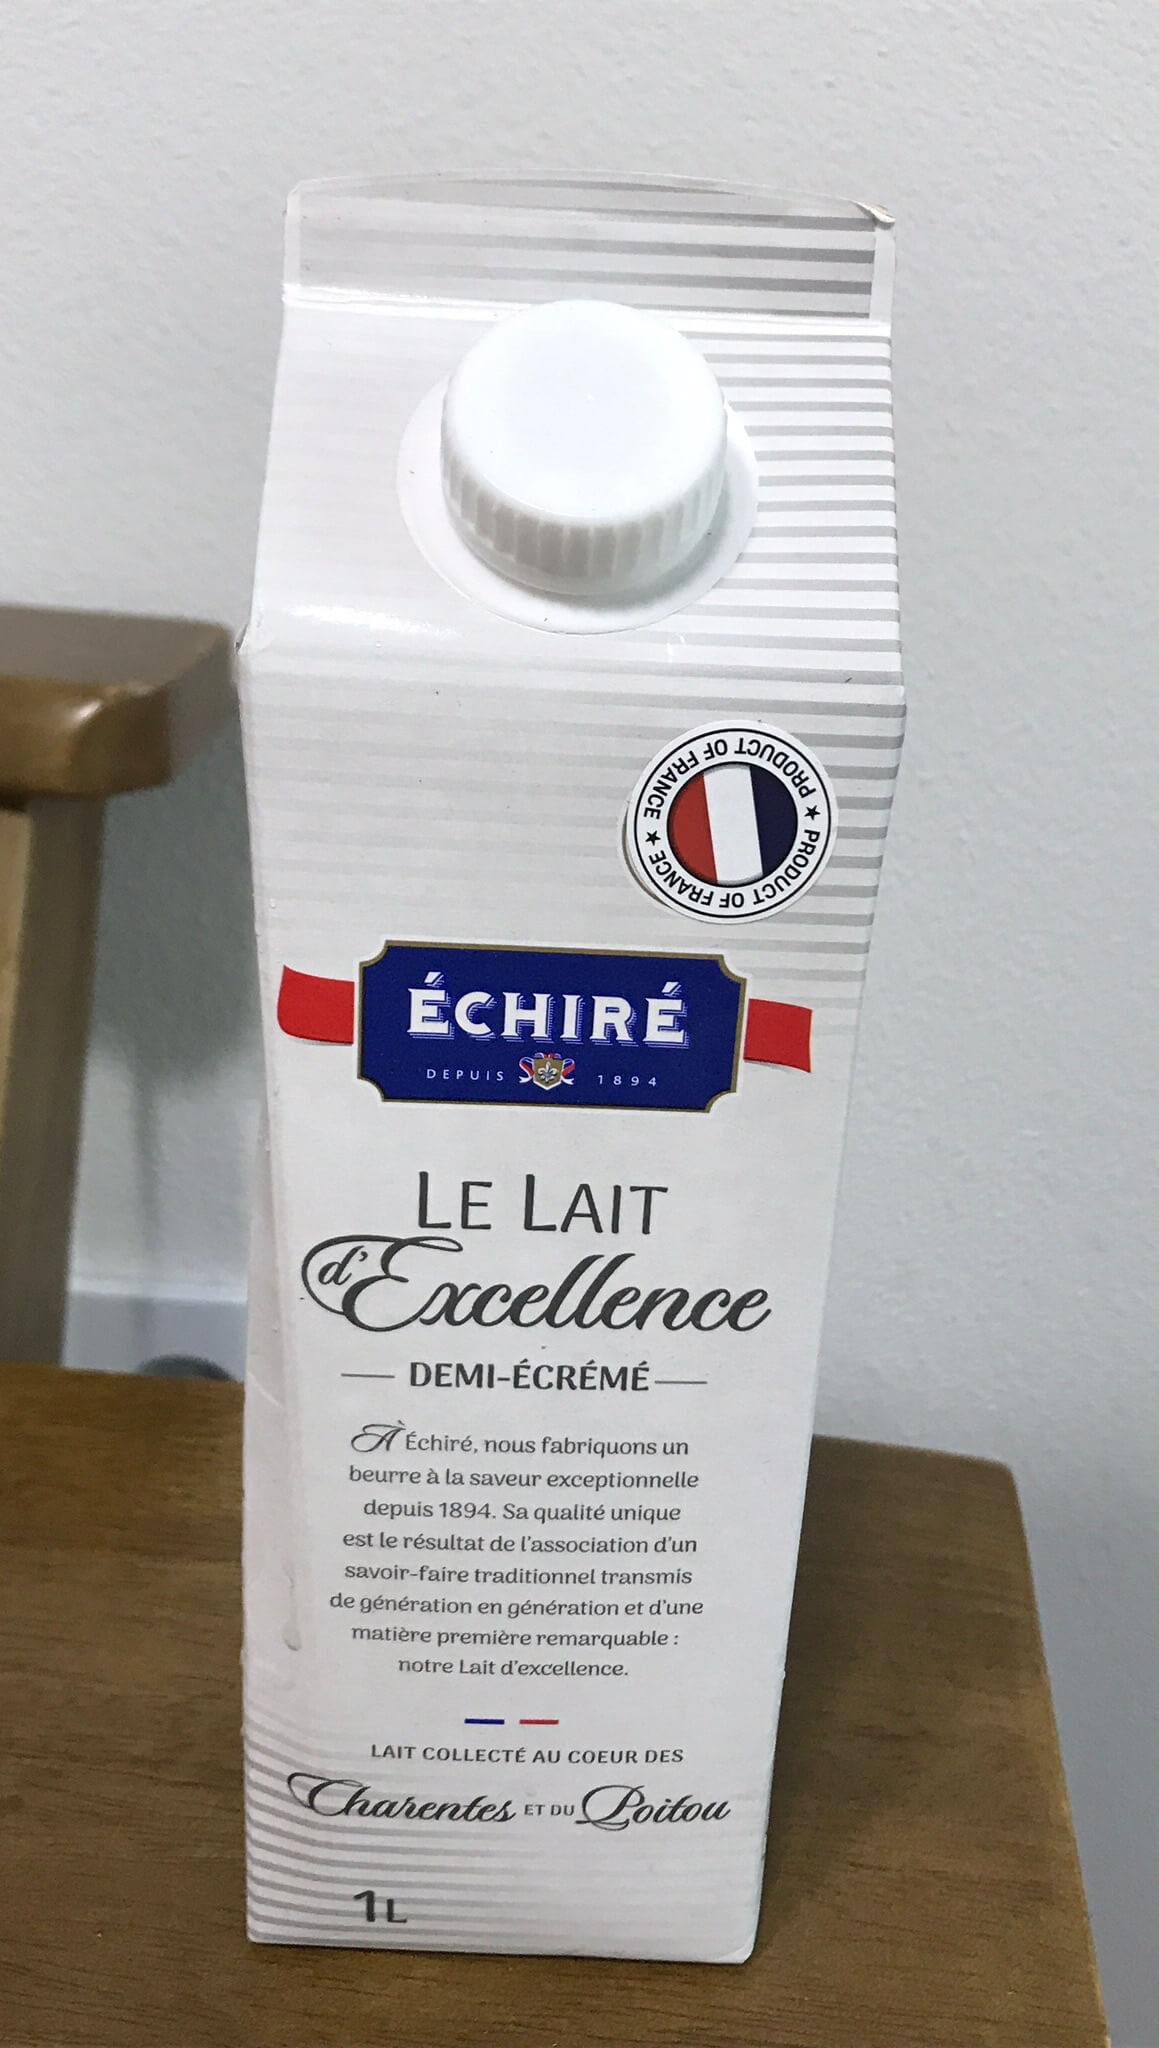 PRODUCT OF FRANCE ★ PRODUCT OF FRANCE ★
ÉCHIRÉ
DEPUIS 1894
LE LAIT
d'Excellence
DEMI-ÉCRÉMÉ
À Échiré, nous fabriquons un
beurre à la saveur exceptionnelle
depuis 1894. Sa qualité unique
est le résultat de l'association d'un
savoir-faire traditionnel transmis
de génération en génération et d'une
matière première remarquable :
notre Lait d'excellence.
LAIT COLLECTÉ AU COEUR DES
Charentes ET DU Poitou
1L